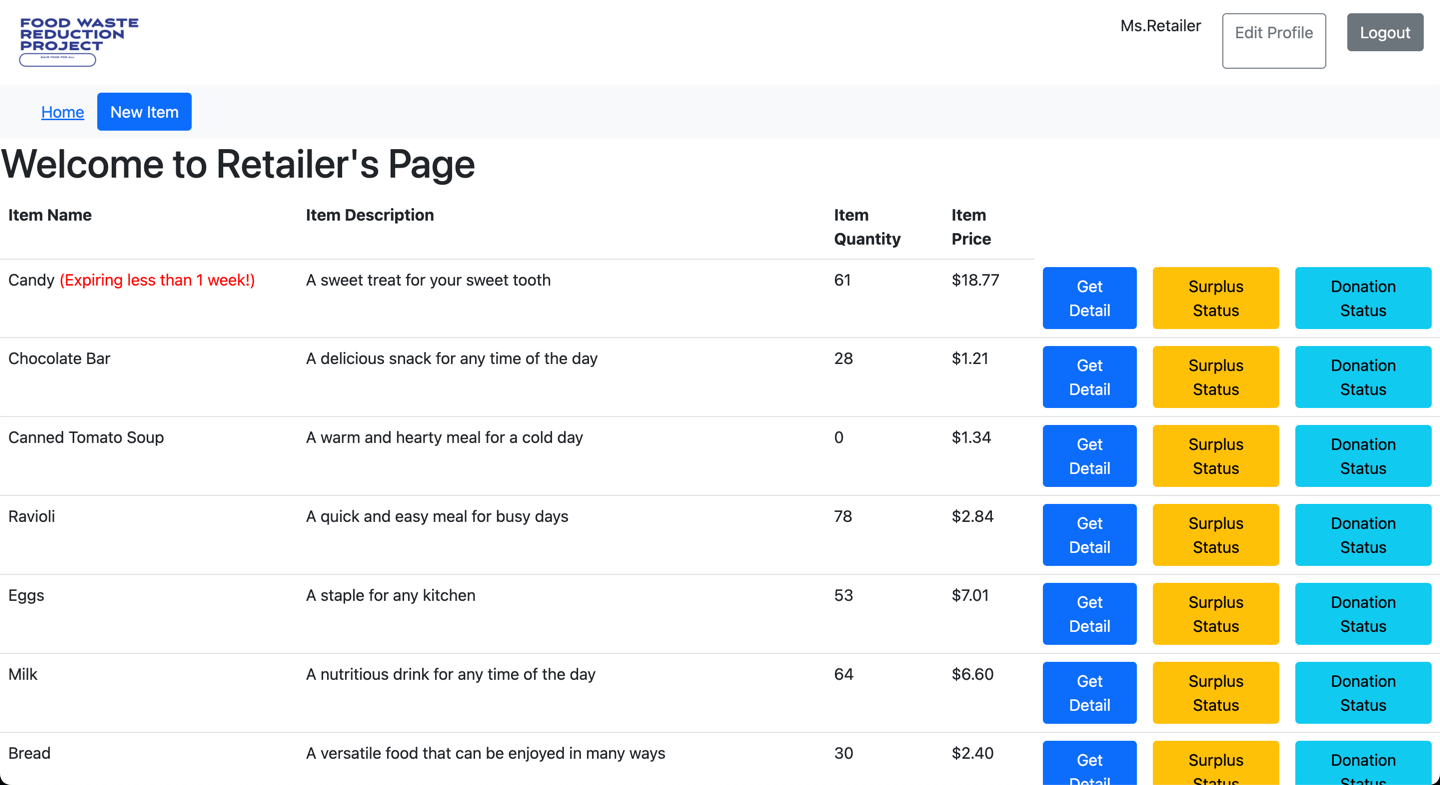 FOOD WASTE
REDUCTION
PROJECT
Ms.Retailer
Edit Profile
Logout
Home
New Item
Welcome to Retailer's Page
Item Name
Item Description
Item
Quantity
Item
Price
Candy (Expiring less than 1 week!)
A sweet treat for your sweet tooth
61
$18.77
Get
Detail
Surplus
Status
Donation
Status
Chocolate Bar
A delicious snack for any time of the day
28
$1.21
Get
Detail
Surplus
Status
Donation
Status
Canned Tomato Soup
A warm and hearty meal for a cold day
0
$1.34
Get
Detail
Surplus
Status
Donation
Status
Ravioli
A quick and easy meal for busy days
78
$2.84
Get
Detail
Surplus
Status
Donation
Status
Eggs
A staple for any kitchen
53
$7.01
Get
Detail
Surplus
Status
Donation
Status
Milk
A nutritious drink for any time of the day
64
$6.60
Get
Detail
Surplus
Status
Donation
Status
Bread
A versatile food that can be enjoyed in many ways
30
$2.40
Get
Detail
Surplus
Status
Donation
Status